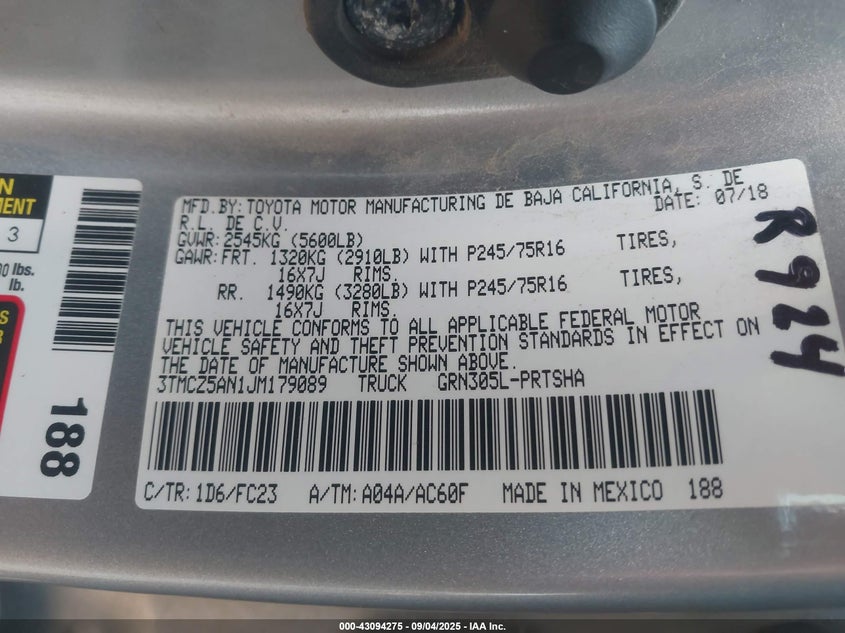 N
MENT
3
00 lbs.
lb.
S
R
188
MFD.BY: TOYOTA MOTOR MANUFACTURING DE BAJA CALIFORNIA, S. DE
R.L. DE C.V. DATE: 07/18
GVWR: 2545KG (5600LB)
GAWR: FRT. 1320KG (2910LB) WITH P245/75R16 TIRES,
16X7J RIMS.
RR. 1490KG (3280LB) WITH P245/75R16 TIRES,
16X7J RIMS.
THIS VEHICLE CONFORMS TO ALL APPLICABLE FEDERAL MOTOR
VEHICLE SAFETY AND THEFT PREVENTION STANDARDS IN EFFECT ON
THE DATE OF MANUFACTURE SHOWN ABOVE.
3TMCZ5AN1JM179089 TRUCK GRN305L-PRTSHA
C/TR: 1D6/FC23 A/TM: A04A/AC60F MADE IN MEXICO 188
R924
000-43094275 - 09/04/2025 - IAA Inc.